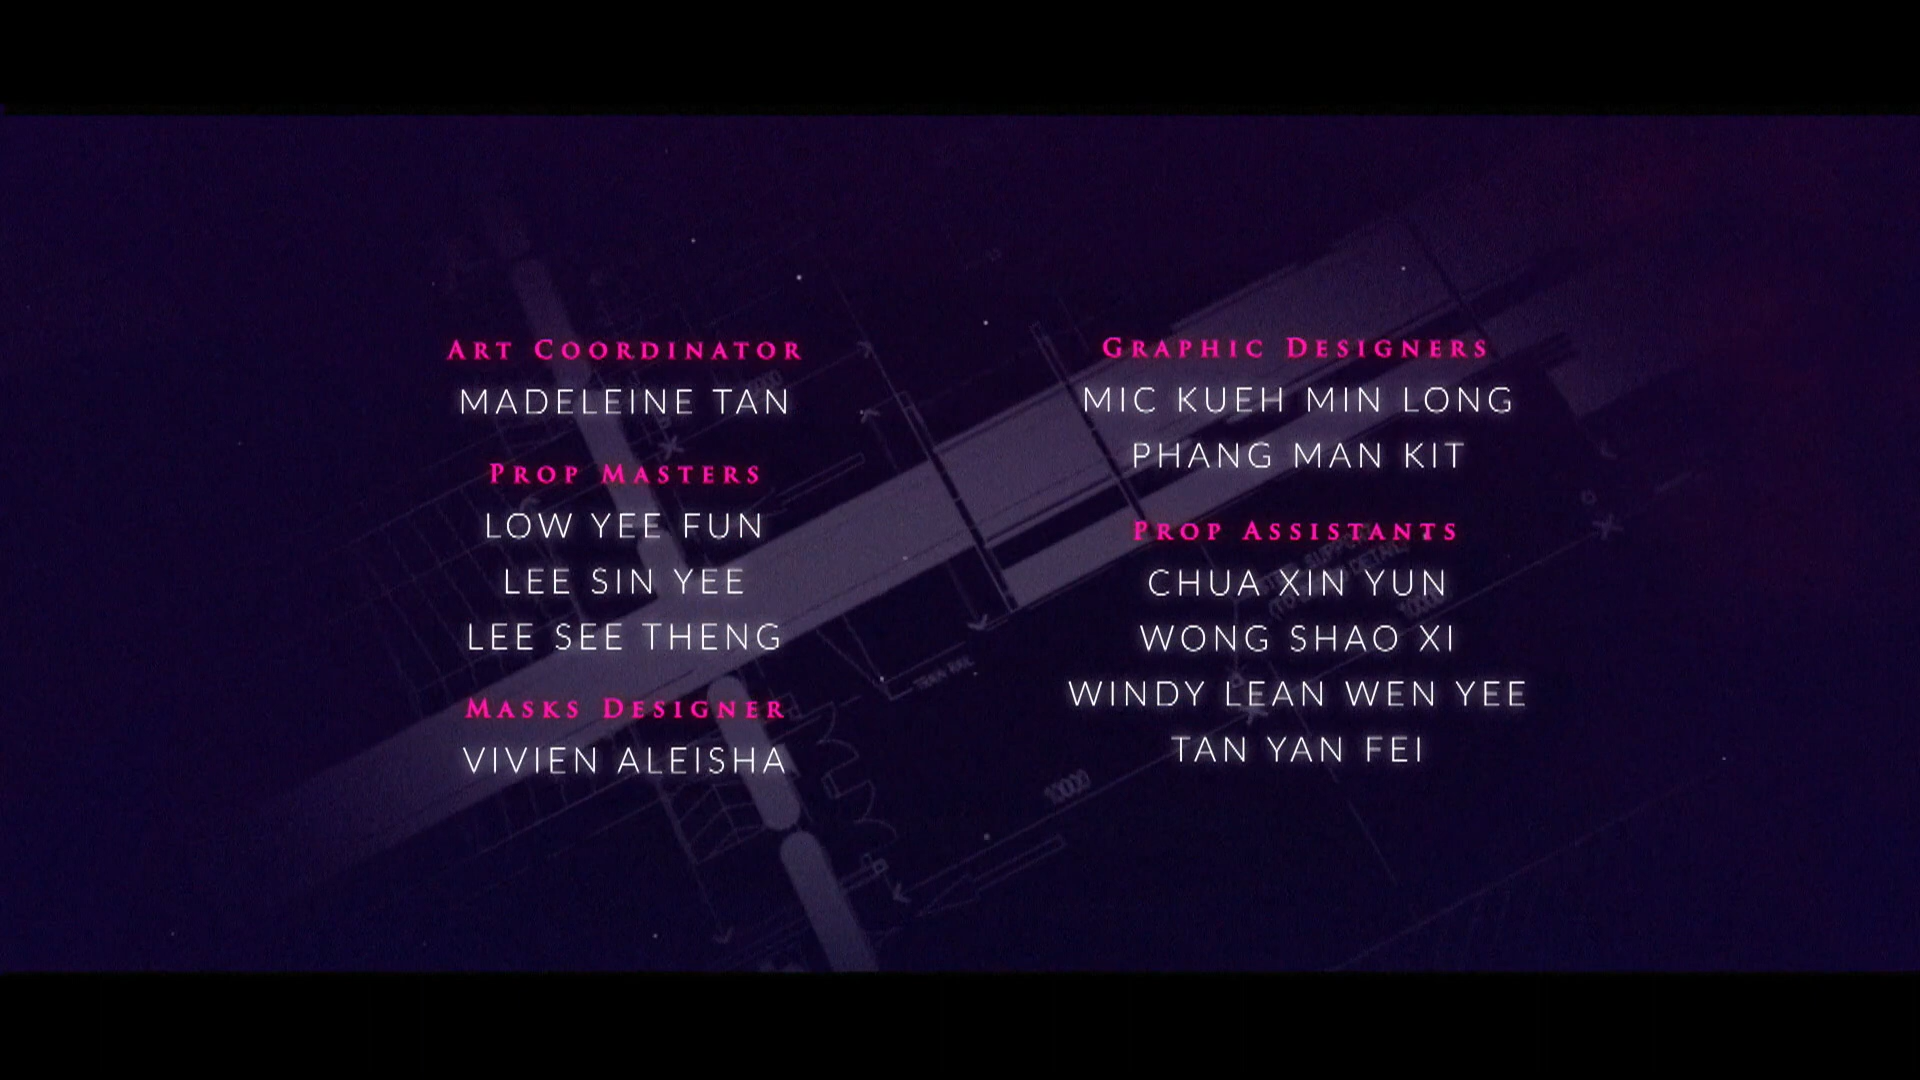 ART COORDINATOR
MADELEINE TAN
PROP MASTERS
LOW YEE FUN
LEE SIN YEE
LEE SEE THENG
MASKS DESIGNER
VIVIEN ALEISHA
GRAPHIC DESIGNERS
MIC KUEH MIN LONG
PHANG MAN KIT
PROP ASSISTANTS
CHUA XIN YUN
WONG SHAO XI
WINDY LEAN WEN YEE
TAN YAN FEI
10000
10000